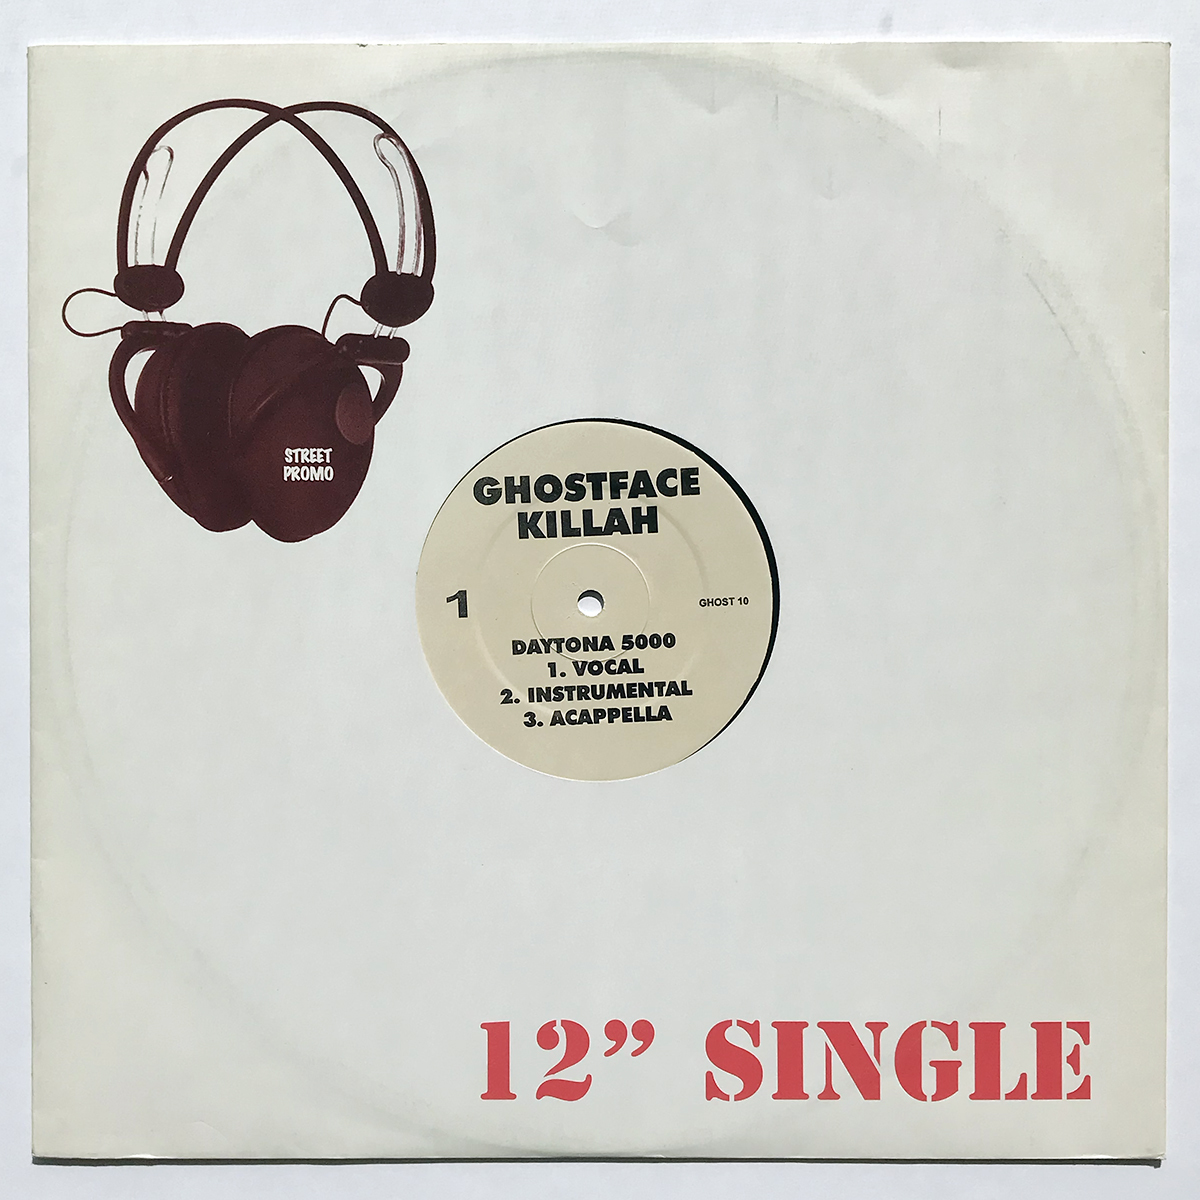 STREET
PROMO
GHOSTFACE
KILLAH
1
GHOST 10
DAYTONA 5000
1. VOCAL
2. INSTRUMENTAL
3. ACAPPELLA
12” SINGLE